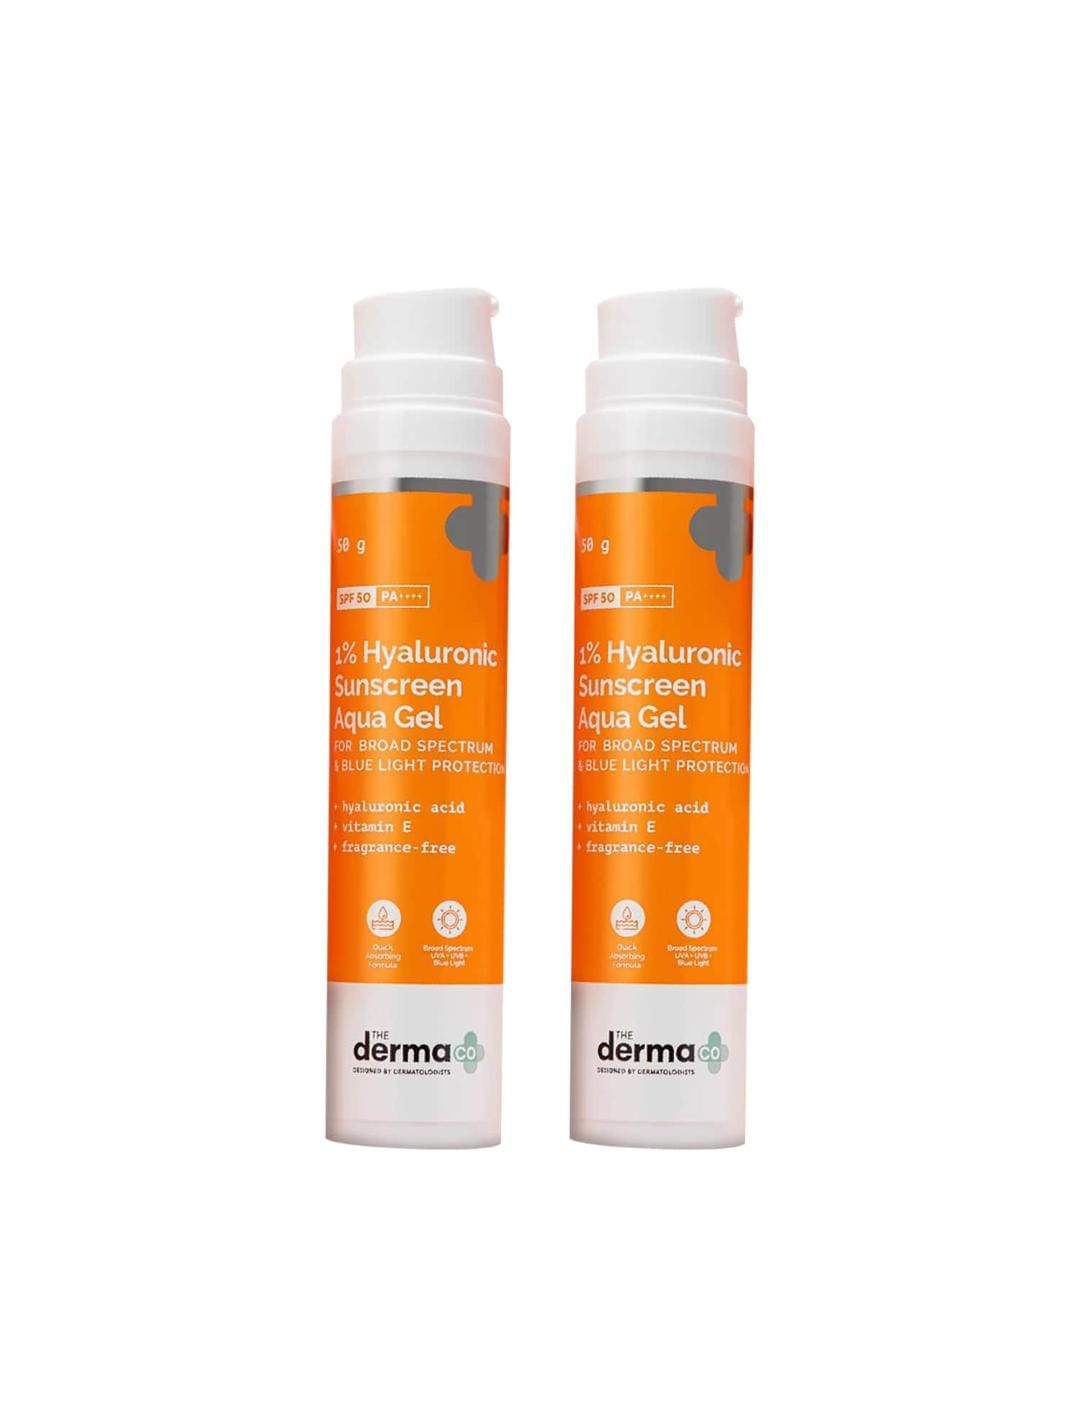 50 g
SPF 50 PA++++
1% Hyaluronic
Sunscreen
Aqua Gel
FOR BROAD SPECTRUM
& BLUE LIGHT PROTECTION
+ hyaluronic acid
+ vitamin E
+ fragrance-free
Quick
Absorbing
Formula
Broad Spectrum
UVA + UVB +
Blue Light
THE
derma co
DESIGNED BY DERMATOLOGISTS
50 g
SPF 50 PA++++
1% Hyaluronic
Sunscreen
Aqua Gel
FOR BROAD SPECTRUM
& BLUE LIGHT PROTECTION
+ hyaluronic acid
+ vitamin E
+ fragrance-free
Quick
Absorbing
Formula
Broad Spectrum
UVA + UVB +
Blue Light
THE
derma co
DESIGNED BY DERMATOLOGISTS